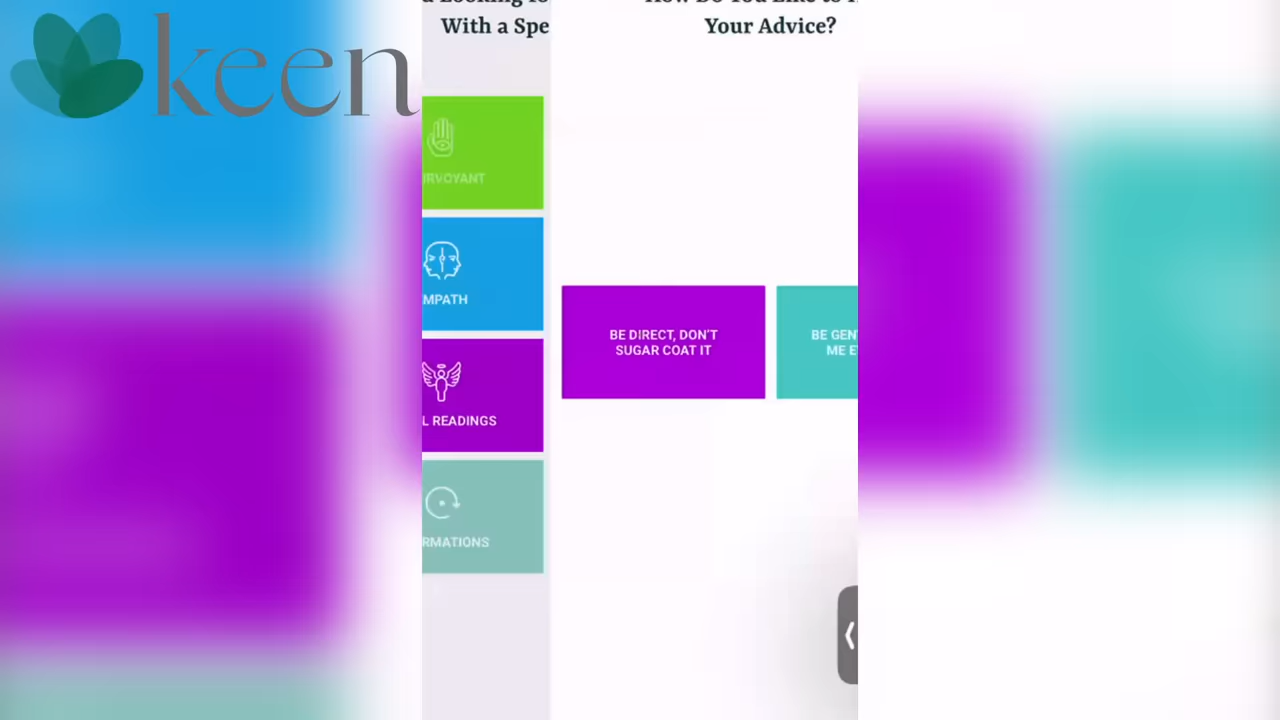 keen
With a Spe
Your Advice?
RVOYANT
MPATH
L READINGS
RMATIONS
BE DIRECT, DON'T
SUGAR COAT IT
BE GEN
ME E